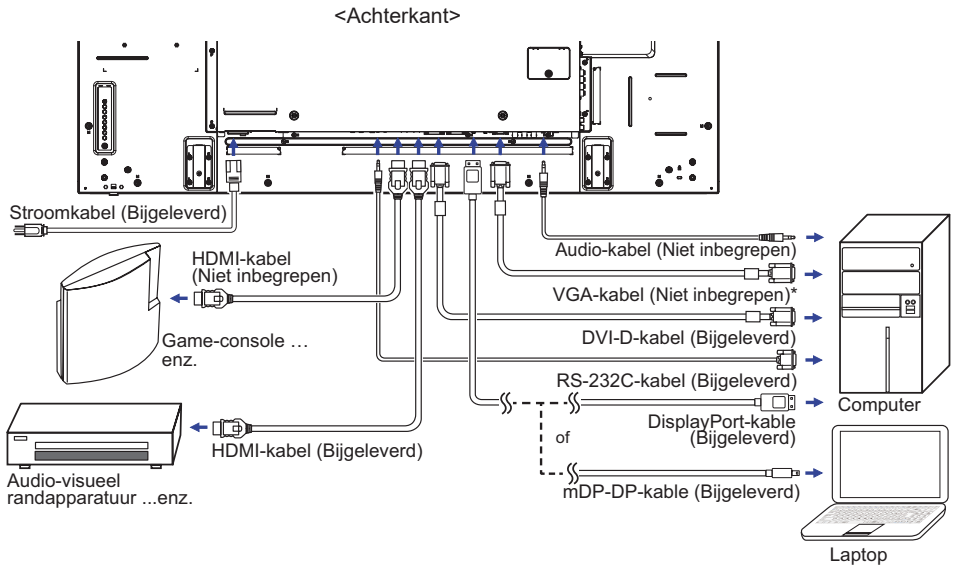 <Achterkant>
Stroomkabel (Bijgeleverd)
HDMI-kabel
(Niet inbegrepen)
Game-console …
enz.
HDMI-kabel (Bijgeleverd)
Audio-visueel
randapparatuur ...enz.
Audio-kabel (Niet inbegrepen)
VGA-kabel (Niet inbegrepen)*
DVI-D-kabel (Bijgeleverd)
RS-232C-kabel (Bijgeleverd)
DisplayPort-kable
(Bijgeleverd)
of
mDP-DP-kable (Bijgeleverd)
Computer
Laptop